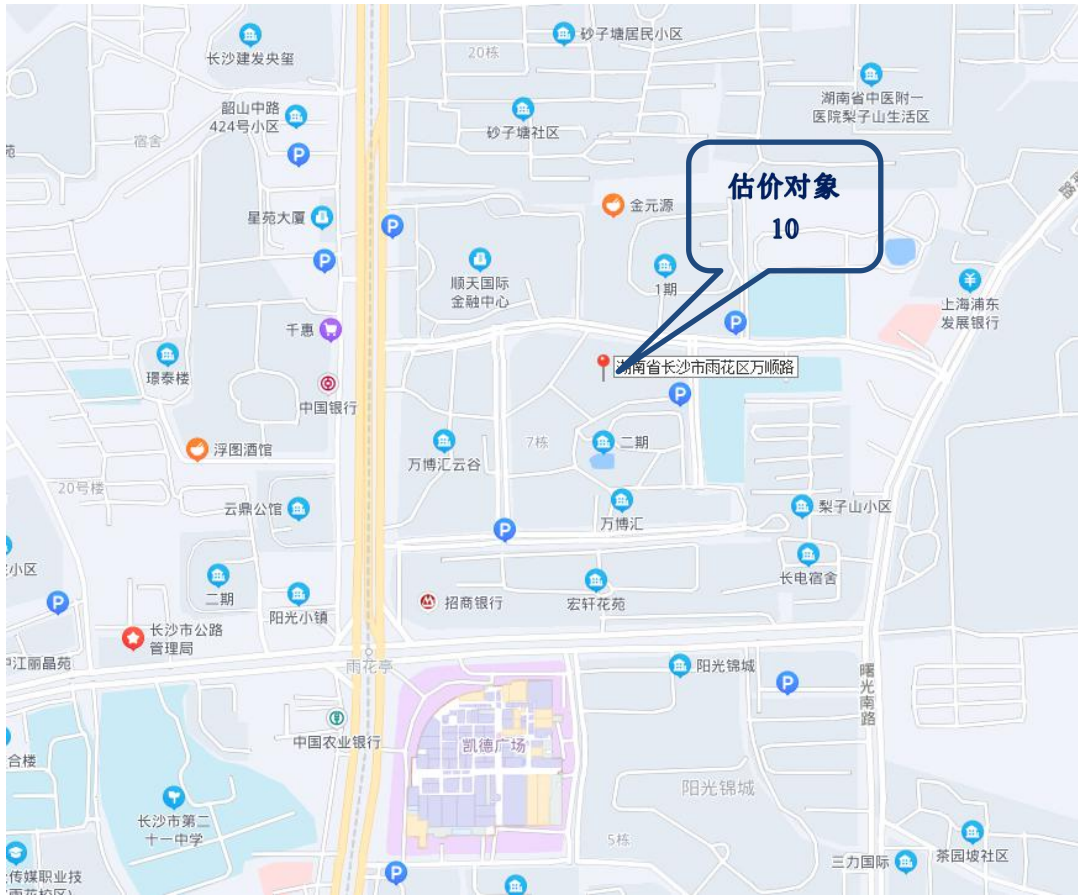 砂子塘居民小区
20栋
长沙建发央玺
湖南省中医附一
医院梨子山生活区
韶山中路
424号小区
宿舍
苑
砂子塘社区
P
估价对象
10
金元源
星苑大厦
P
P
顺天国际
金融中心
1期
上海浦东
发展银行
千惠
P
璟泰楼
湖南省长沙市雨花区万顺路
中国银行
P
7栋
二期
浮图酒馆
万博汇云谷
20号楼
云鼎公馆
万博汇
梨子山小区
P
小区
二期
长电宿舍
P
阳光小镇
招商银行
宏轩花苑
长沙市公路
管理局
中江丽晶苑
雨花亭
阳光锦城
P
曙光南路
中国农业银行
凯德广场
合楼
阳光锦城
长沙市第二
十一中学
5栋
三力国际
茶园坡社区
传媒职业技
雨花校区)
P